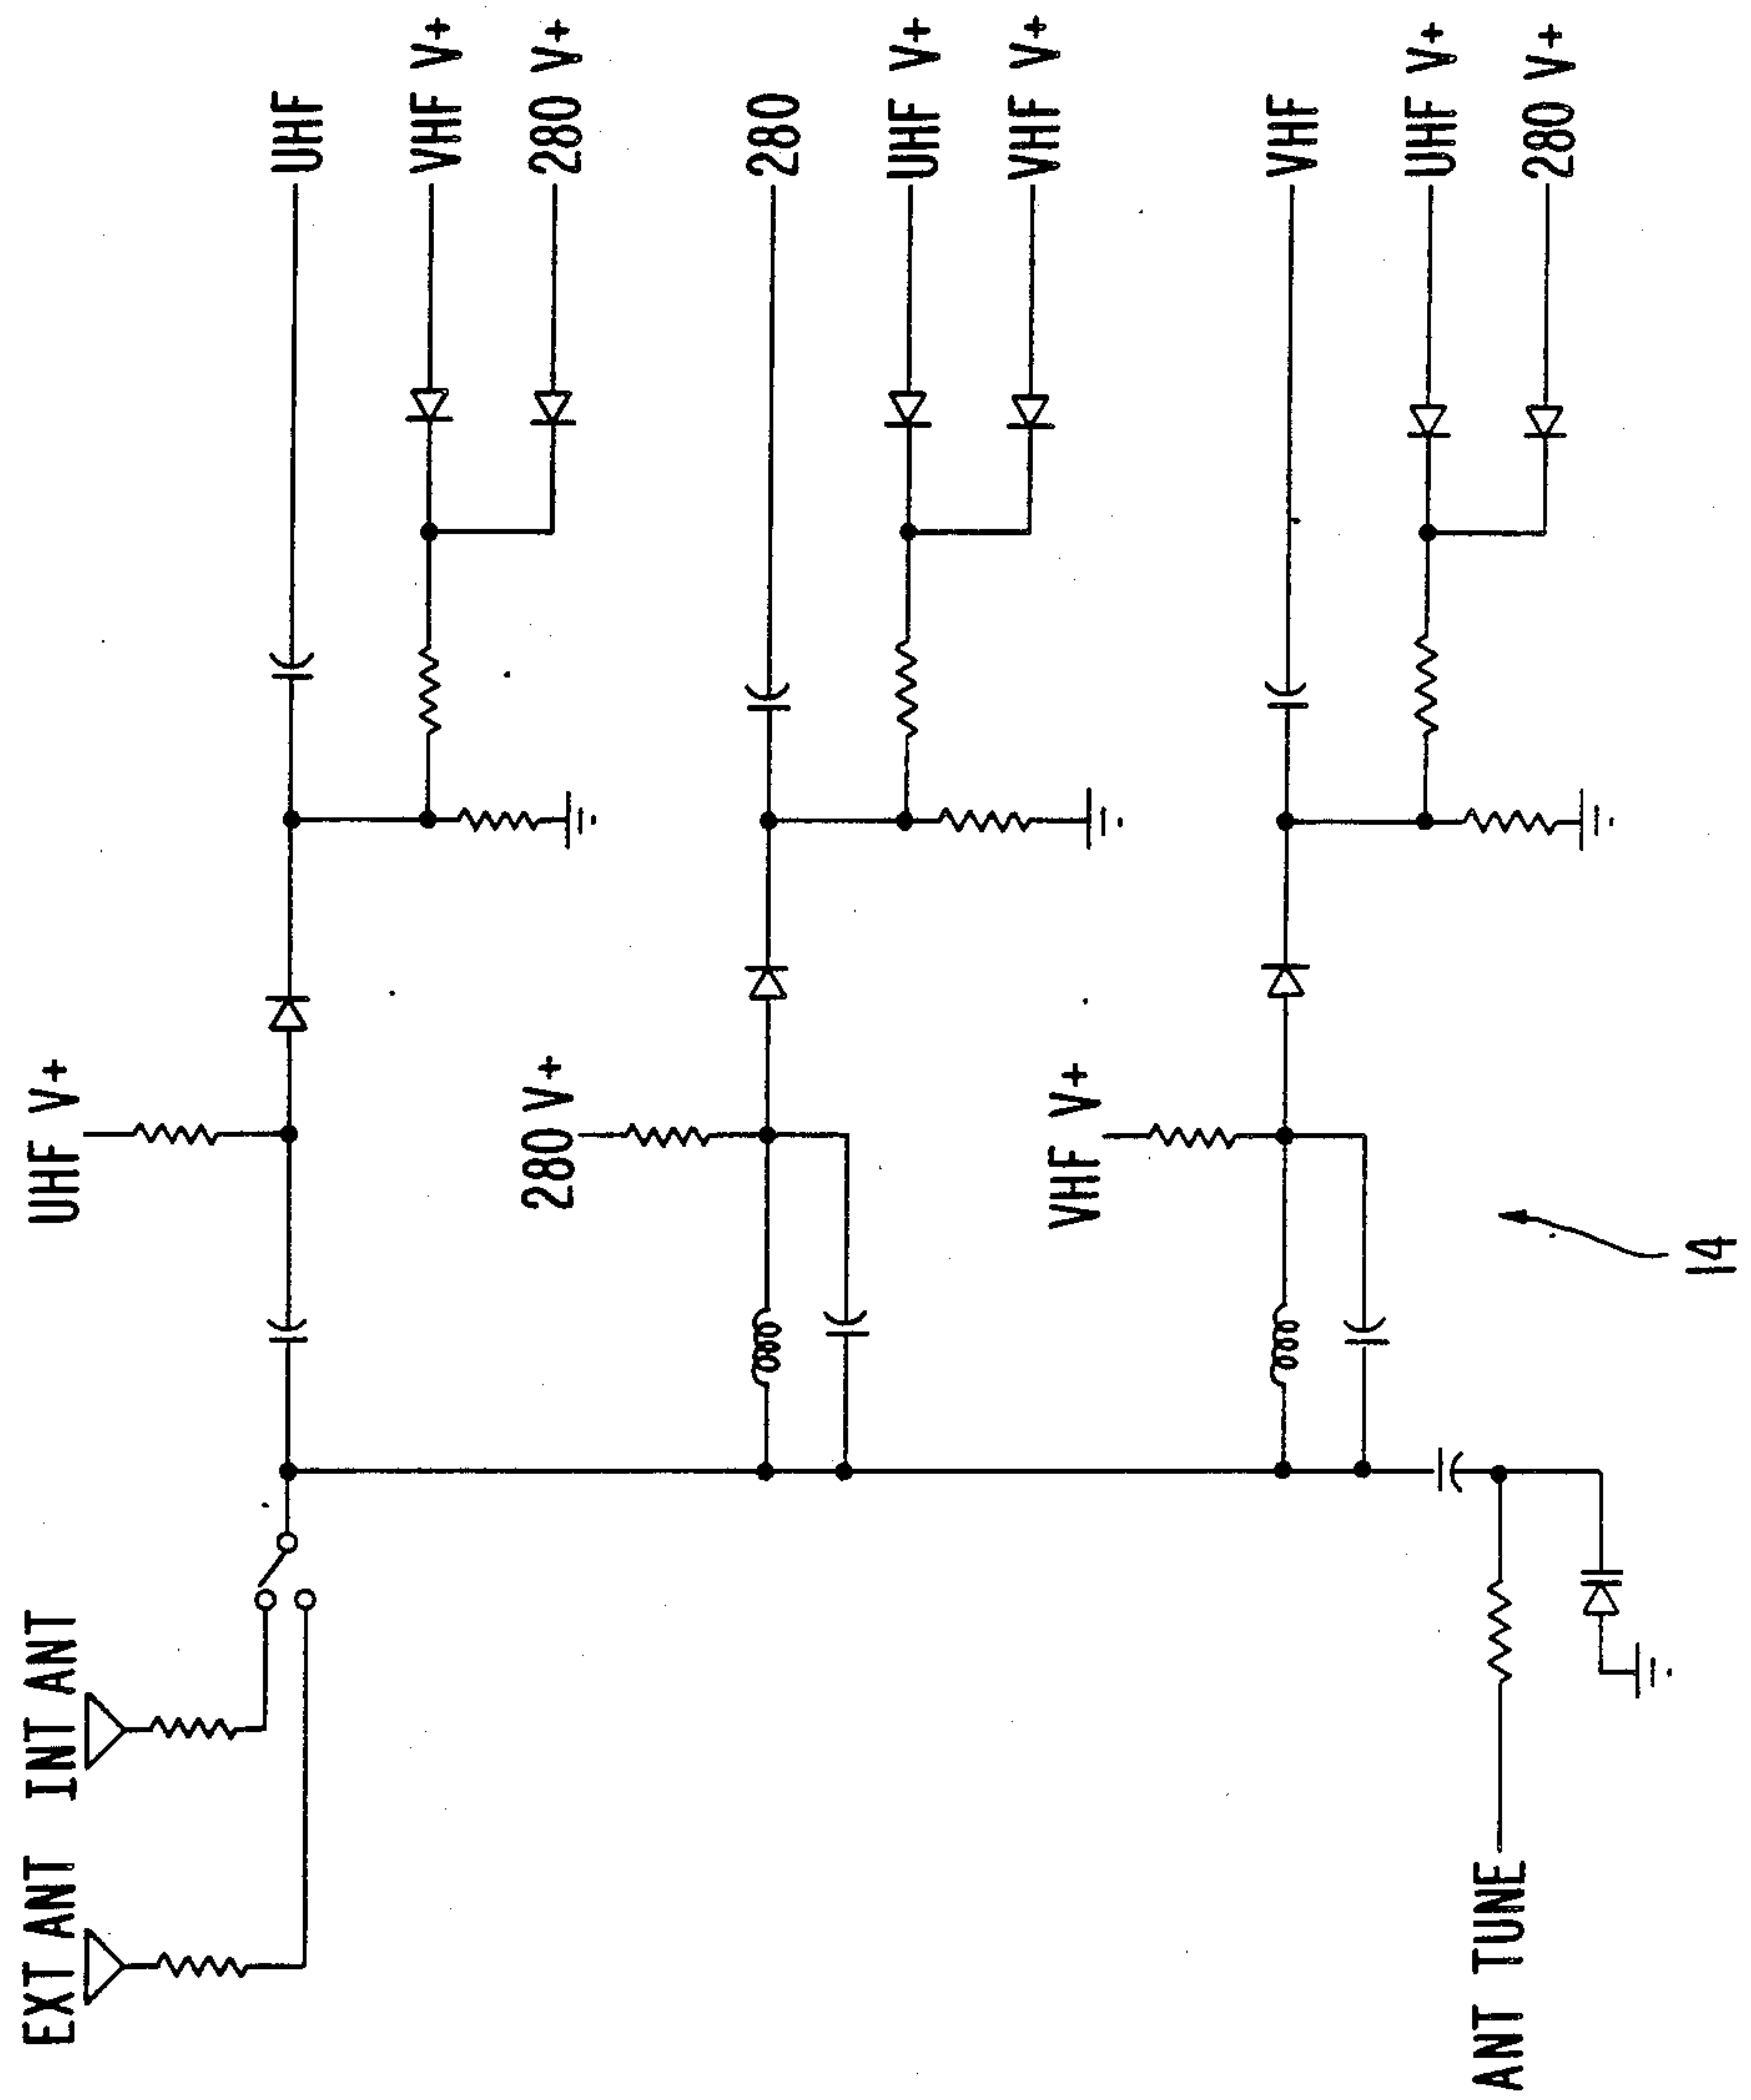 EXT ANT
INT ANT
UHF V+
UHF
VHF V+
280 V+
280 V+
280
UHF V+
VHF V+
VHF V+
VHF
UHF V+
280 V+
ANT TUNE
14